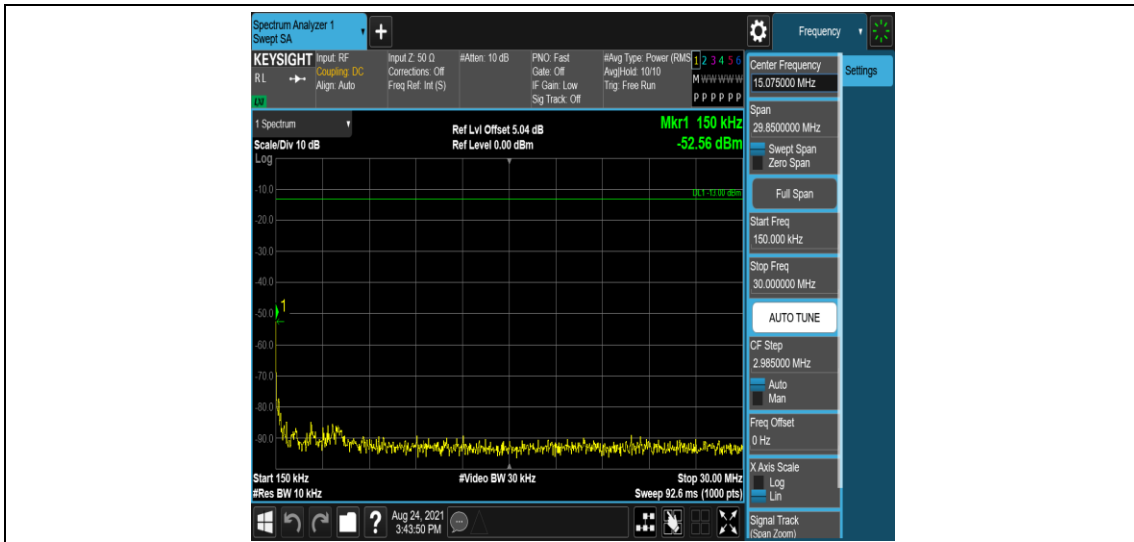 Spectrum Analyzer 1
Swept SA
+
Frequency
KEYSIGHT
RL
LXI
Input: RF
Coupling: DC
Align: Auto
Input Z: 50 Ω
Corrections: Off
Freq Ref: Int (S)
#Atten: 10 dB
PNO: Fast
Gate: Off
IF Gain: Low
Sig Track: Off
#Avg Type: Power (RMS
Avg|Hold: 10/10
Trig: Free Run
1 2 3 4 5 6
M W W W W W
P P P P P P
Center Frequency
15.075000 MHz
Settings
1 Spectrum
Scale/Div 10 dB
Log
Ref Lvl Offset 5.04 dB
Ref Level 0.00 dBm
Mkr1 150 kHz
-52.56 dBm
Span
29.8500000 MHz
Swept Span
Zero Span
Full Span
DL1 -13.00 dBm
-10.0
-20.0
-30.0
-40.0
-50.0
-60.0
-70.0
-80.0
-90.0
1
Start Freq
150.000 kHz
Stop Freq
30.000000 MHz
AUTO TUNE
CF Step
2.985000 MHz
Auto
Man
Freq Offset
0 Hz
X Axis Scale
Log
Lin
Signal Track
(Span Zoom)
Start 150 kHz
#Res BW 10 kHz
#Video BW 30 kHz
Stop 30.00 MHz
Sweep 92.6 ms (1000 pts)
?
Aug 24, 2021
3:43:50 PM